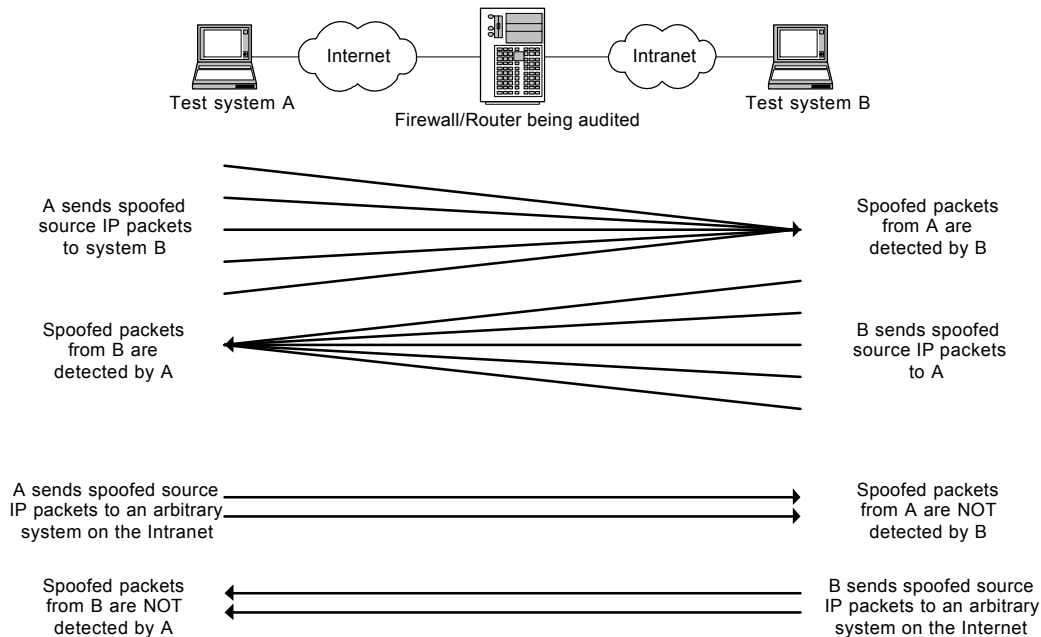 Internet
Intranet
Test system A
Test system B
Firewall/Router being audited
A sends spoofed
source IP packets
to system B
Spoofed packets
from A are
detected by B
Spoofed packets
from B are
detected by A
B sends spoofed
source IP packets
to A
A sends spoofed source
IP packets to an arbitrary
system on the Intranet
Spoofed packets
from A are NOT
detected by B
Spoofed packets
from B are NOT
detected by A
B sends spoofed source
IP packets to an arbitrary
system on the Internet